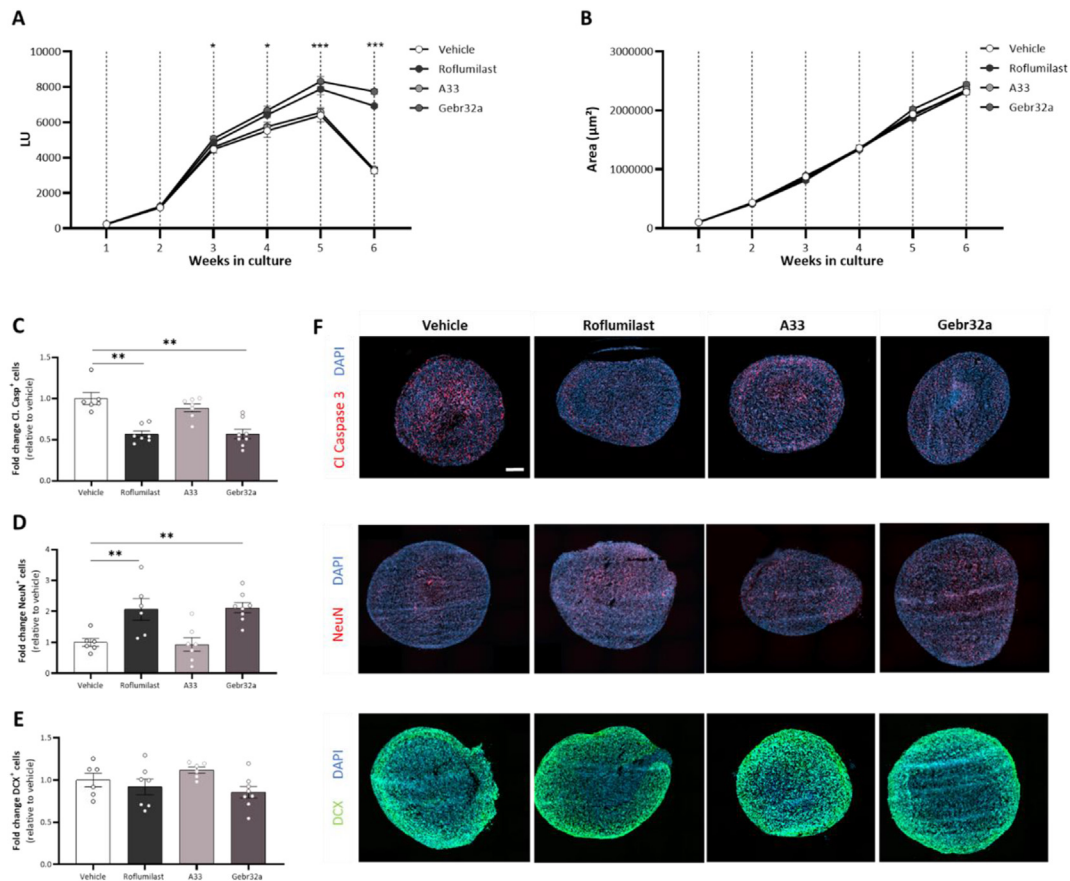 A
10000
8000
6000
4000
2000
0
LU
* * *** ***
1 2 3 4 5 6
Weeks in culture
Vehicle
Roflumilast
A33
Gebr32a
B
3000000
2000000
1000000
0
Area (µm²)
1 2 3 4 5 6
Weeks in culture
Vehicle
Roflumilast
A33
Gebr32a
C
Fold change Cl. Casp⁺ cells
(relative to vehicle)
1.5
1.0
0.5
0.0
**
**
Vehicle Roflumilast A33 Gebr32a
D
Fold change NeuN⁺ cells
(relative to vehicle)
4
3
2
1
0
**
**
Vehicle Roflumilast A33 Gebr32a
E
Fold change DCX⁺ cells
(relative to vehicle)
1.5
1.0
0.5
0.0
Vehicle Roflumilast A33 Gebr32a
F
Vehicle Roflumilast A33 Gebr32a
Cl Caspase 3 DAPI
NeuN DAPI
DCX DAPI